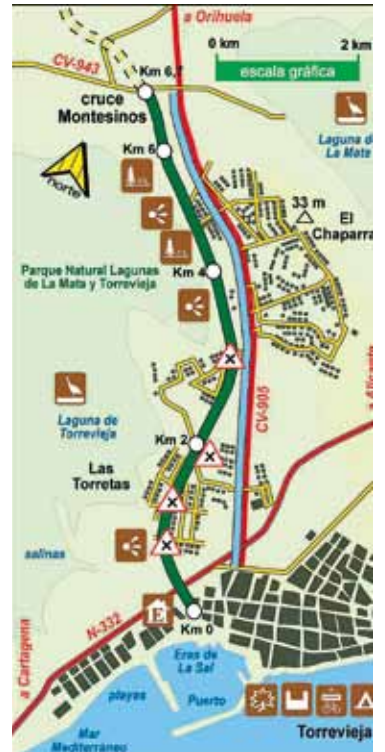 a Orihuela
0 km
2 km
escala gráfica
CV-943
Km 6,7
cruce
Montesinos
Laguna de
La Mata
Km 6
norte
33 m
El
Chaparral
Parque Natural Lagunas
de La Mata y Torrevieja
Km 4
CV-905
a Alicante
Laguna de
Torrevieja
Km 2
Las
Torretas
salinas
N-332
E
Km 0
a Cartagena
Eras de
La Sal
playas
Puerto
Mar
Mediterráneo
Torrevieja